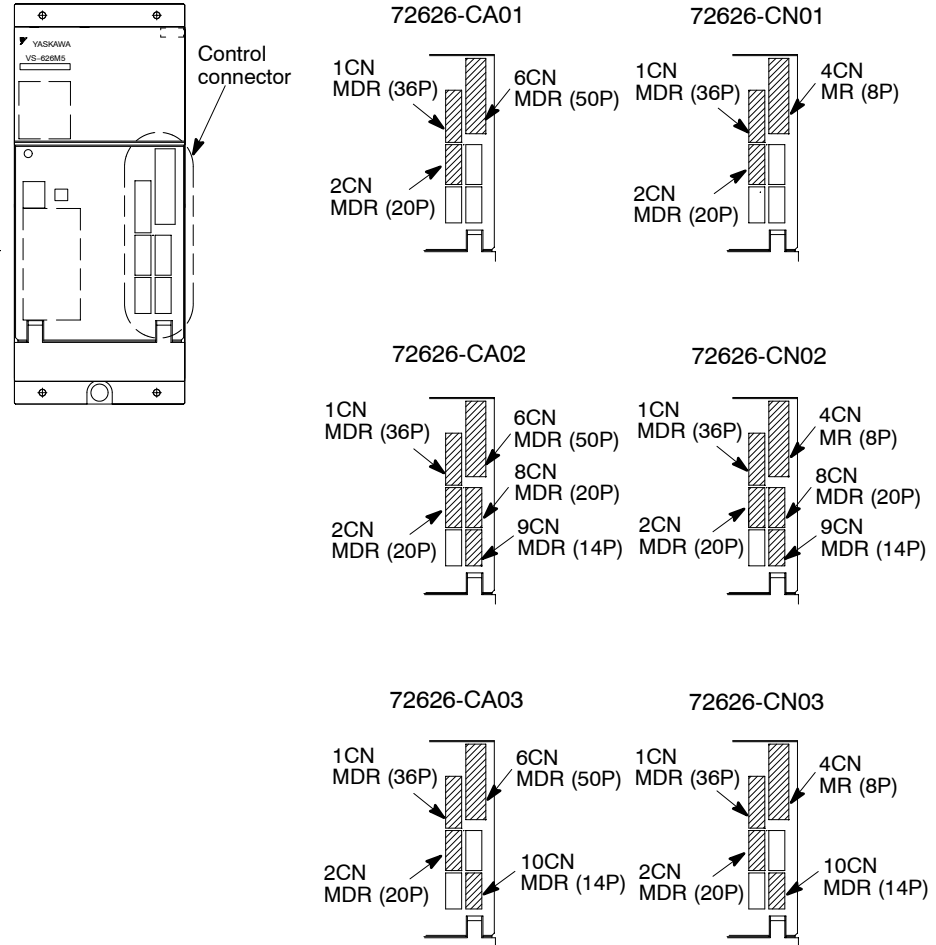 YASKAWA
VS-626M5
Control
connector
72626-CA01
1CN
MDR (36P)
6CN
MDR (50P)
2CN
MDR (20P)
72626-CN01
1CN
MDR (36P)
4CN
MR (8P)
2CN
MDR (20P)
72626-CA02
1CN
MDR (36P)
6CN
MDR (50P)
8CN
MDR (20P)
2CN
MDR (20P)
9CN
MDR (14P)
72626-CN02
1CN
MDR (36P)
4CN
MR (8P)
8CN
MDR (20P)
2CN
MDR (20P)
9CN
MDR (14P)
72626-CA03
1CN
MDR (36P)
6CN
MDR (50P)
2CN
MDR (20P)
10CN
MDR (14P)
72626-CN03
1CN
MDR (36P)
4CN
MR (8P)
2CN
MDR (20P)
10CN
MDR (14P)